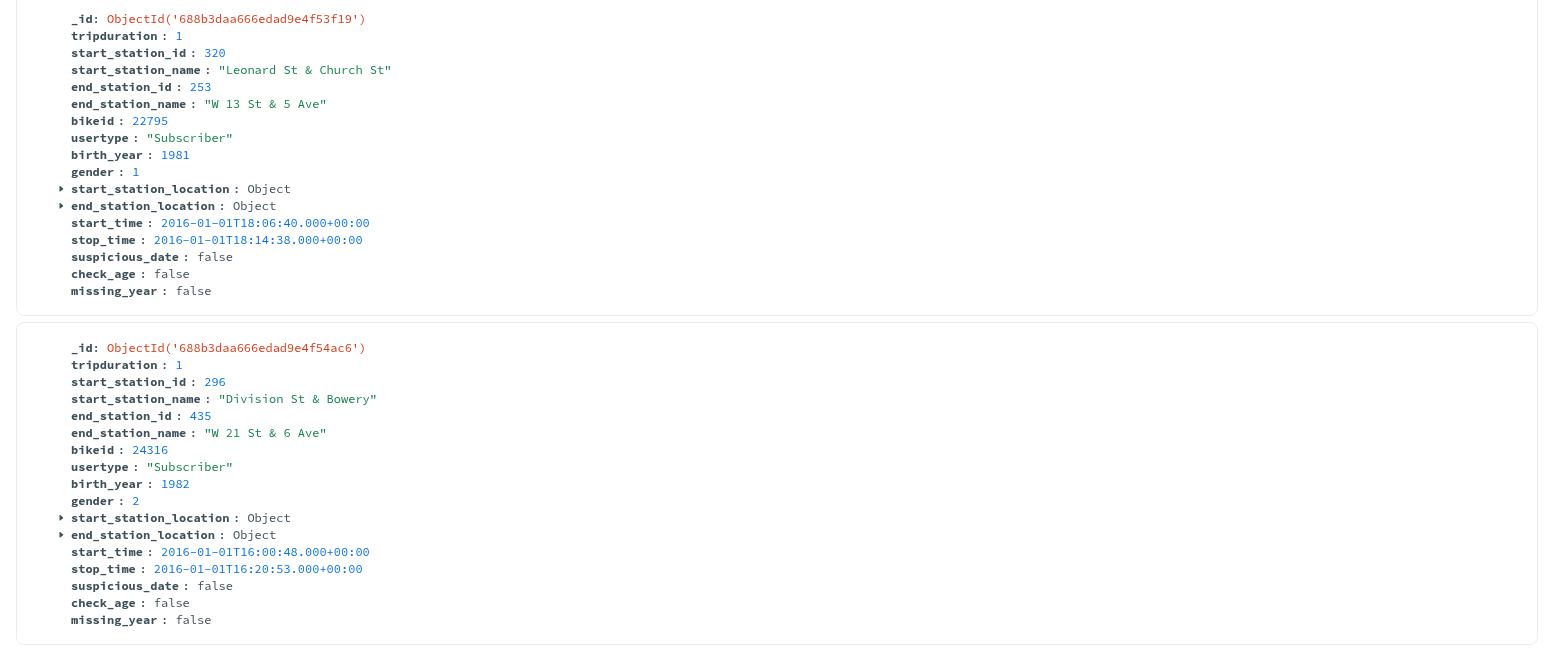 _id: ObjectId('688b3daa666edad9e4f53f19')
tripduration : 1
start_station_id : 320
start_station_name : "Leonard St & Church St"
end_station_id : 253
end_station_name : "W 13 St & 5 Ave"
bikeid : 22795
usertype : "Subscriber"
birth_year : 1981
gender : 1
start_station_location : Object
end_station_location : Object
start_time : 2016-01-01T18:06:40.000+00:00
stop_time : 2016-01-01T18:14:38.000+00:00
suspicious_date : false
check_age : false
missing_year : false
_id: ObjectId('688b3daa666edad9e4f54ac6')
tripduration : 1
start_station_id : 296
start_station_name : "Division St & Bowery"
end_station_id : 435
end_station_name : "W 21 St & 6 Ave"
bikeid : 24316
usertype : "Subscriber"
birth_year : 1982
gender : 2
start_station_location : Object
end_station_location : Object
start_time : 2016-01-01T16:00:48.000+00:00
stop_time : 2016-01-01T16:20:53.000+00:00
suspicious_date : false
check_age : false
missing_year : false